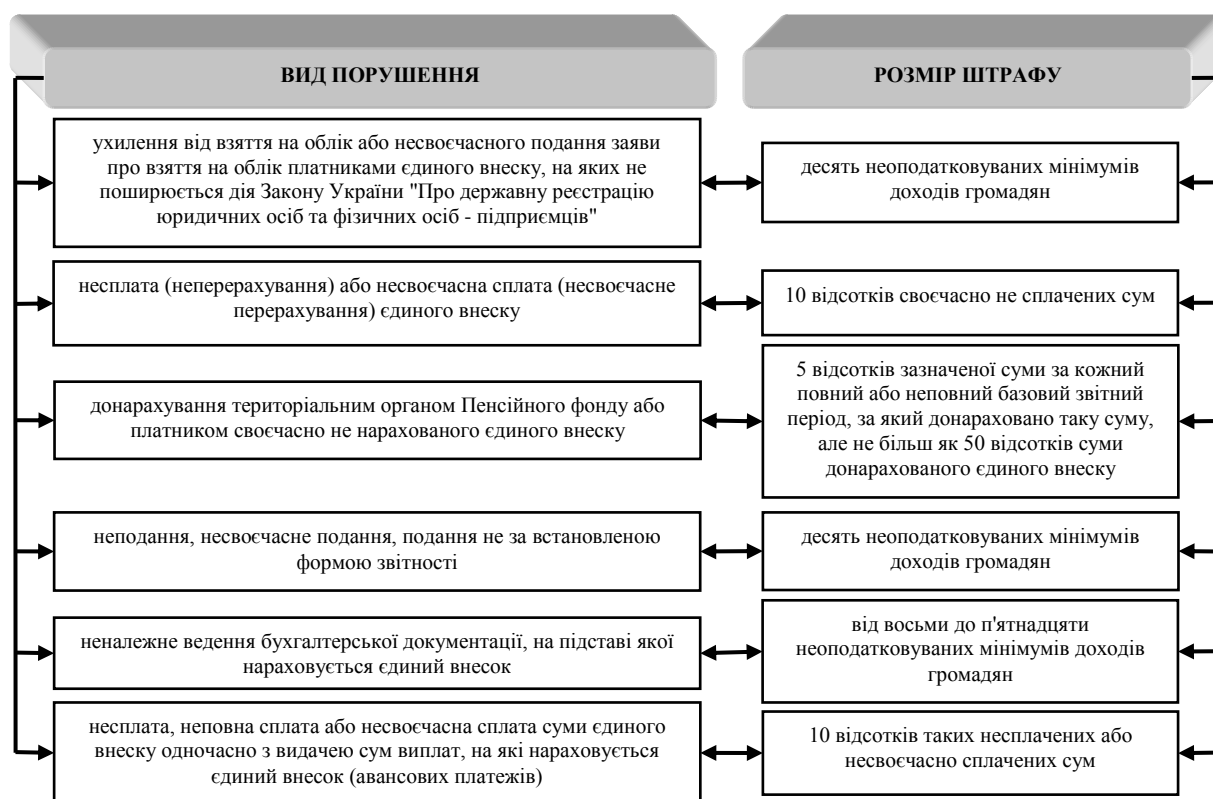 ВИД ПОРУШЕННЯ
РОЗМІР ШТРАФУ
ухилення від взяття на облік або несвоєчасного подання заяви
про взяття на облік платниками єдиного внеску, на яких не
поширюється дія Закону України "Про державну реєстрацію
юридичних осіб та фізичних осіб - підприємців"
десять неоподатковуваних мінімумів
доходів громадян
несплата (неперерахування) або несвоєчасна сплата (несвоєчасне
перерахування) єдиного внеску
10 відсотків своєчасно не сплачених сум
донарахування територіальним органом Пенсійного фонду або
платником своєчасно не нарахованого єдиного внеску
5 відсотків зазначеної суми за кожний
повний або неповний базовий звітний
період, за який донараховано таку суму,
але не більш як 50 відсотків суми
донарахованого єдиного внеску
неподання, несвоєчасне подання, подання не за встановленою
формою звітності
десять неоподатковуваних мінімумів
доходів громадян
неналежне ведення бухгалтерської документації, на підставі якої
нараховується єдиний внесок
від восьми до п'ятнадцяти
неоподатковуваних мінімумів доходів
громадян
несплата, неповна сплата або несвоєчасна сплата суми єдиного
внеску одночасно з видачею сум виплат, на які нараховується
єдиний внесок (авансових платежів)
10 відсотків таких несплачених або
несвоєчасно сплачених сум